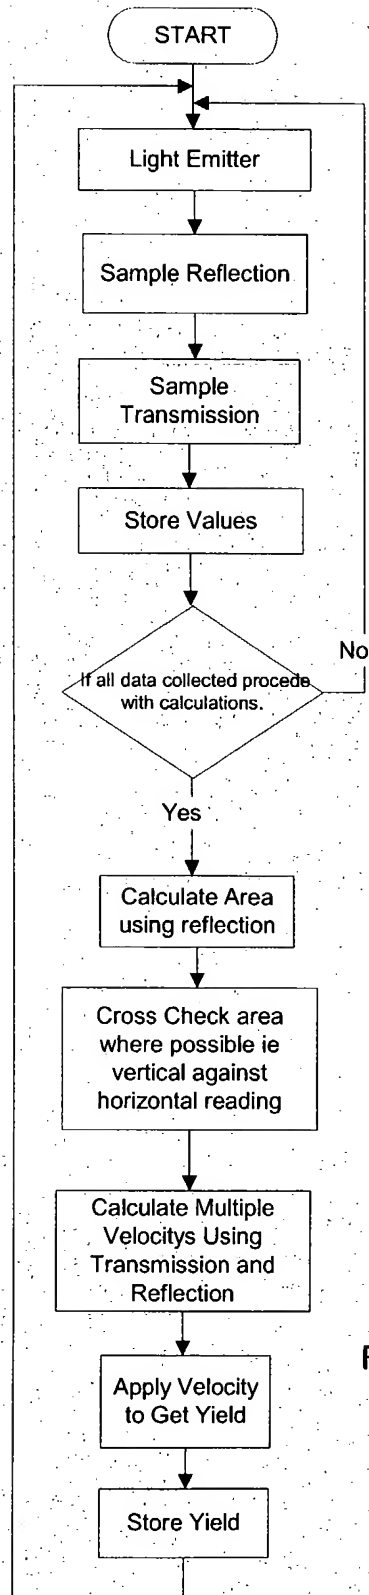 START
Light Emitter
Sample Reflection
Sample
Transmission
Store Values
If all data collected procede
with calculations.
No
Yes
Calculate Area
using reflection
Cross Check area
where possible ie
vertical against
horizontal reading
Calculate Multiple
Velocitys Using
Transmission and
Reflection
Apply Velocity
to Get Yield
Store Yield